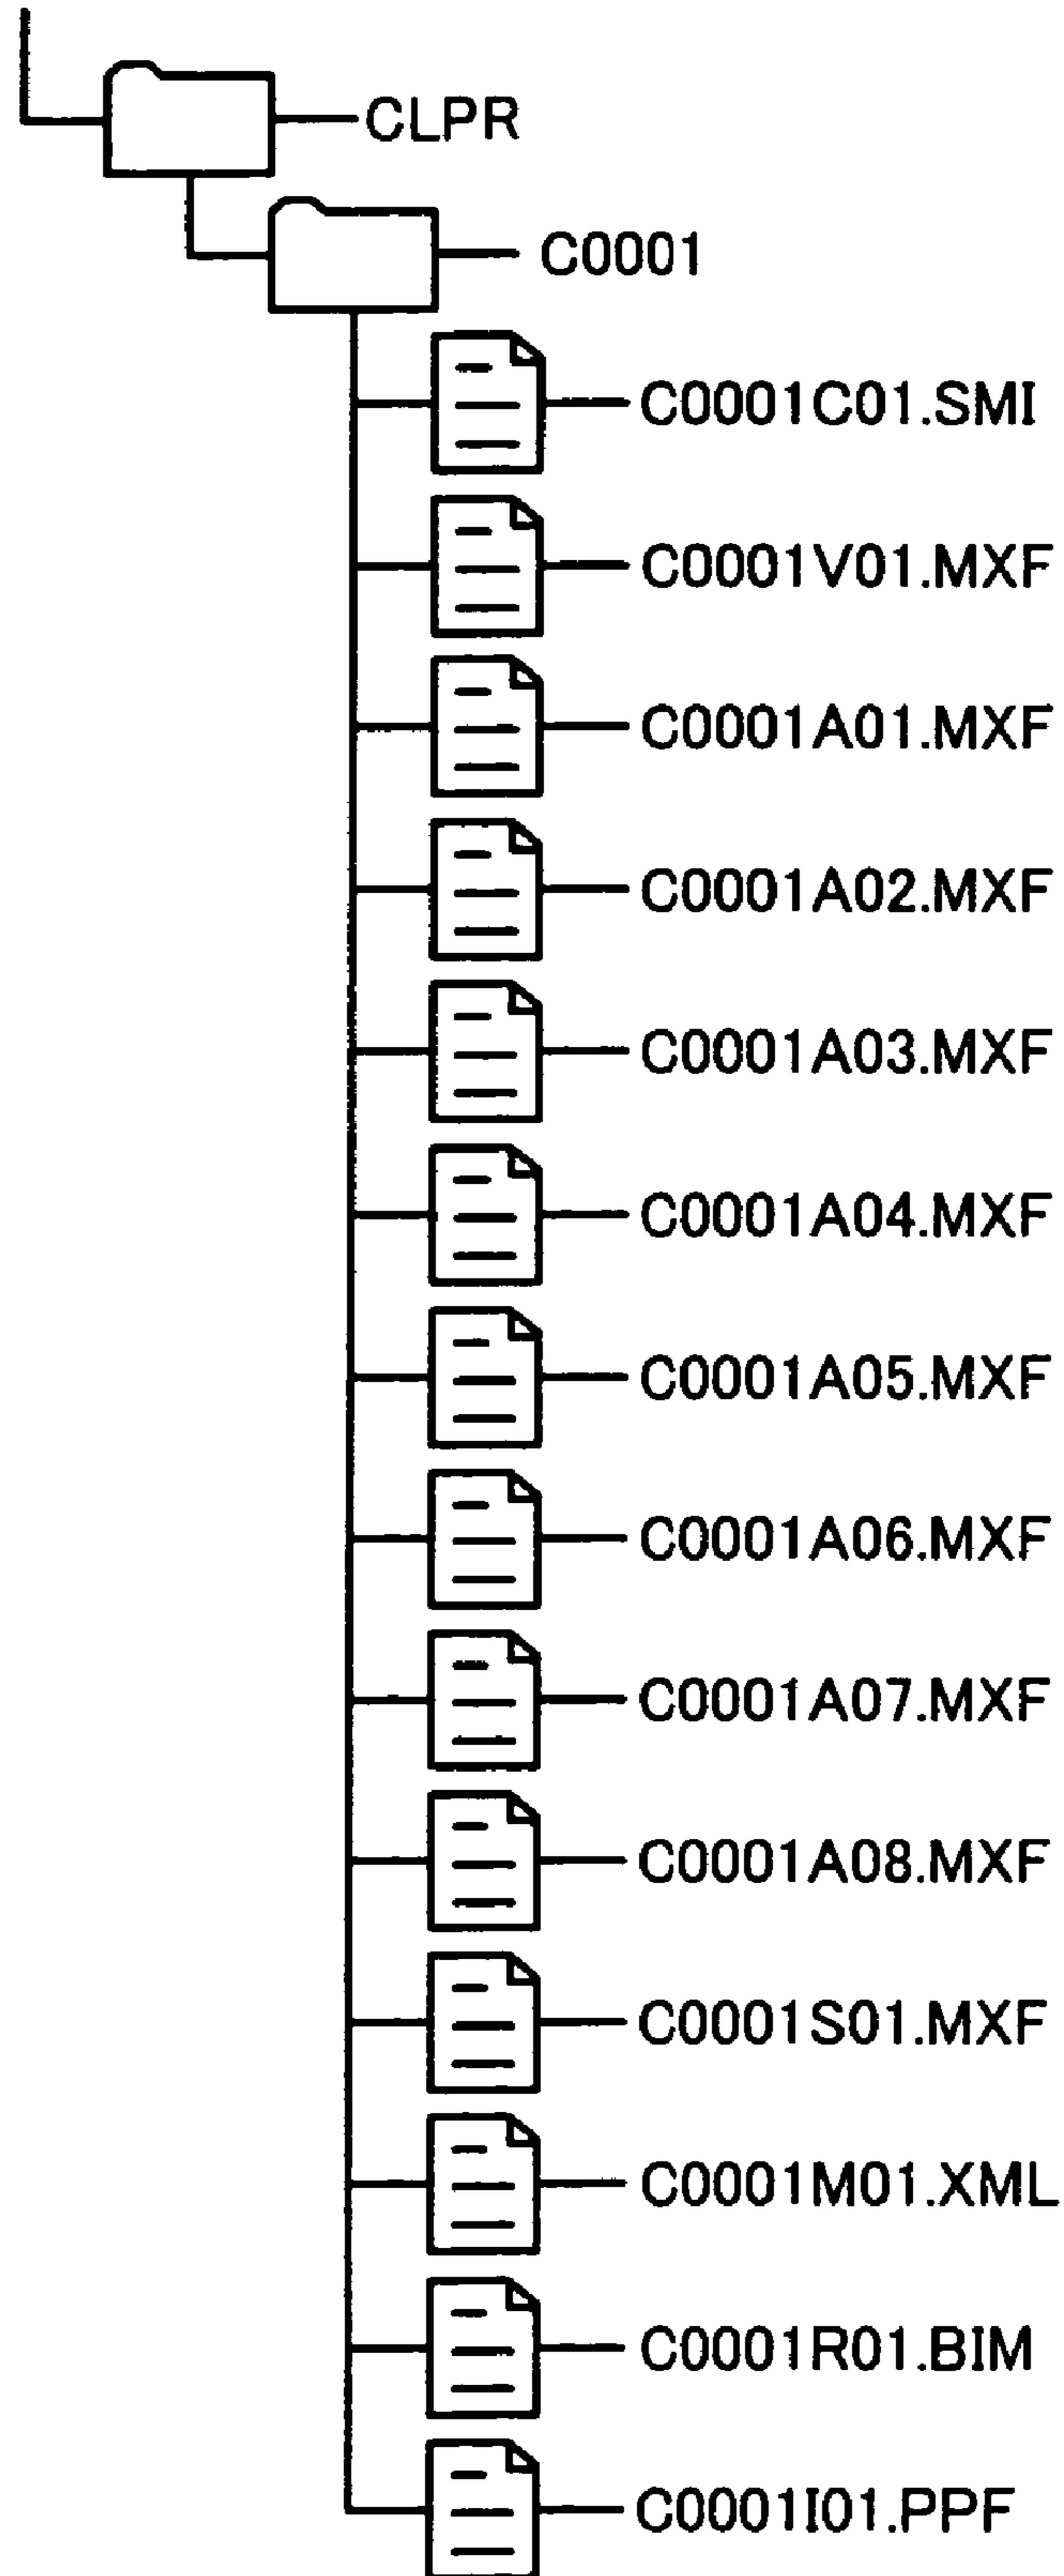 CLPR
C0001
C0001C01.SMI
C0001V01.MXF
C0001A01.MXF
C0001A02.MXF
C0001A03.MXF
C0001A04.MXF
C0001A05.MXF
C0001A06.MXF
C0001A07.MXF
C0001A08.MXF
C0001S01.MXF
C0001M01.XML
C0001R01.BIM
C0001I01.PPF